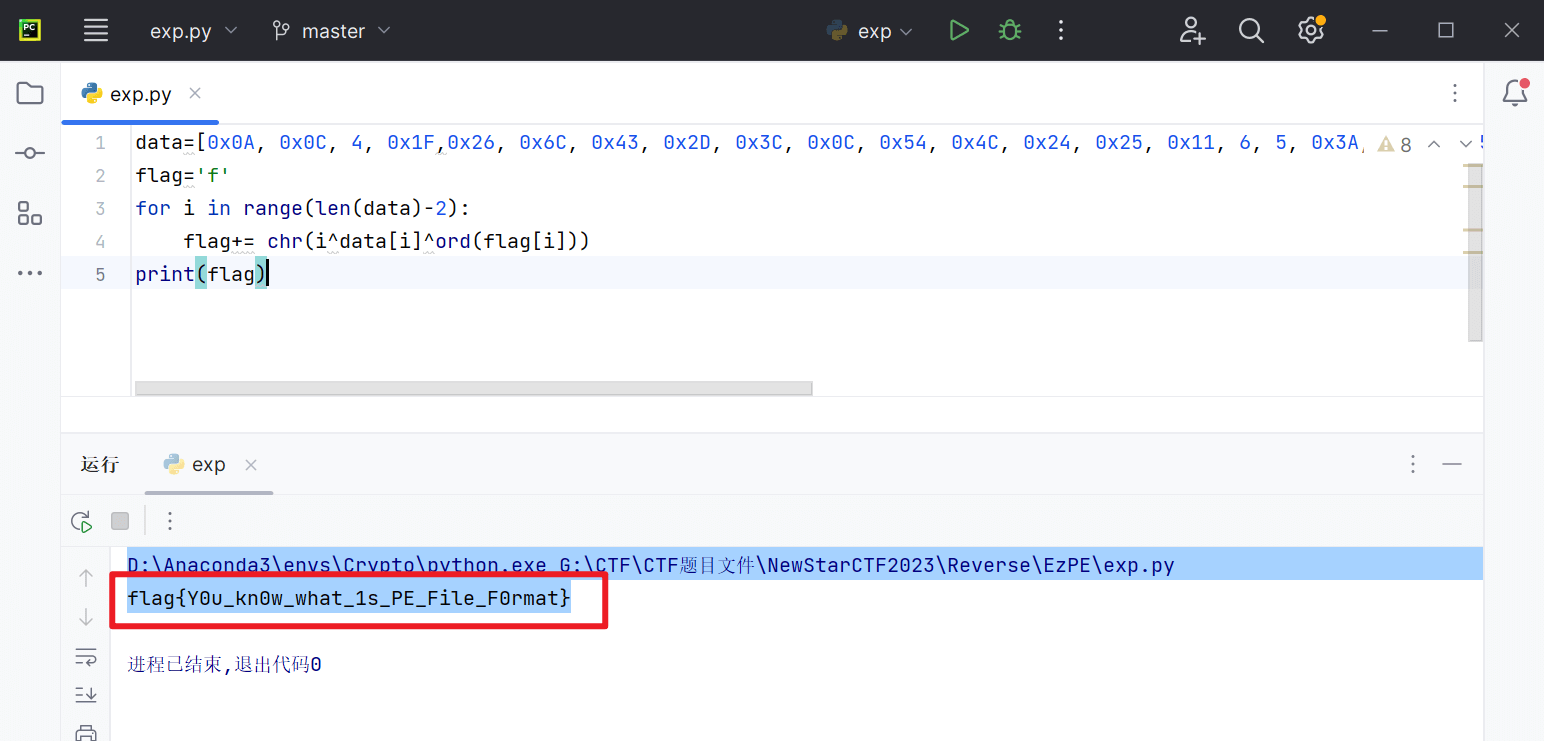 PC
exp.py
master
exp
exp.py
1 data=[0x0A, 0x0C, 4, 0x1F,0x26, 0x6C, 0x43, 0x2D, 0x3C, 0x0C, 0x54, 0x4C, 0x24, 0x25, 0x11, 6, 5, 0x3A,
8
2 flag='f'
3 for i in range(len(data)-2):
4 flag+= chr(i^data[i]^ord(flag[i]))
5 print(flag)
运行
exp
D:\Anaconda3\envs\Crypto\python.exe G:\CTF\CTF题目文件\NewStarCTF2023\Reverse\EzPE\exp.py
flag{Y0u_kn0w_what_1s_PE_File_F0rmat}
进程已结束,退出代码0